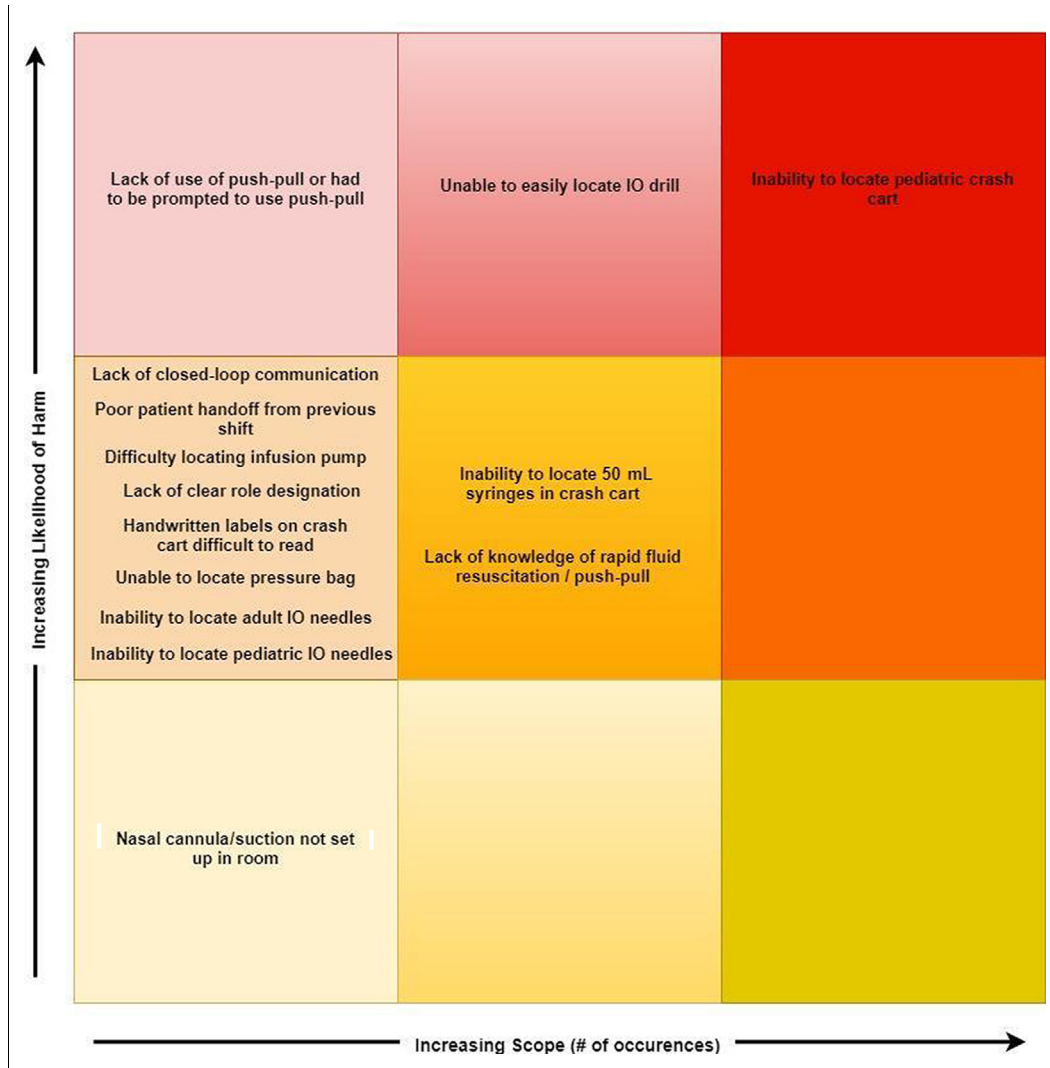 Lack of use of push-pull or had
to be prompted to use push-pull
Unable to easily locate IO drill
Inability to locate pediatric crash
cart
Increasing Likelihood of Harm
Lack of closed-loop communication
Poor patient handoff from previous
shift
Difficulty locating infusion pump
Lack of clear role designation
Handwritten labels on crash
cart difficult to read
Unable to locate pressure bag
Inability to locate adult IO needles
Inability to locate pediatric IO needles
Inability to locate 50 mL
syringes in crash cart
Lack of knowledge of rapid fluid
resuscitation / push-pull
Nasal cannula/suction not set
up in room
Increasing Scope (# of occurences)